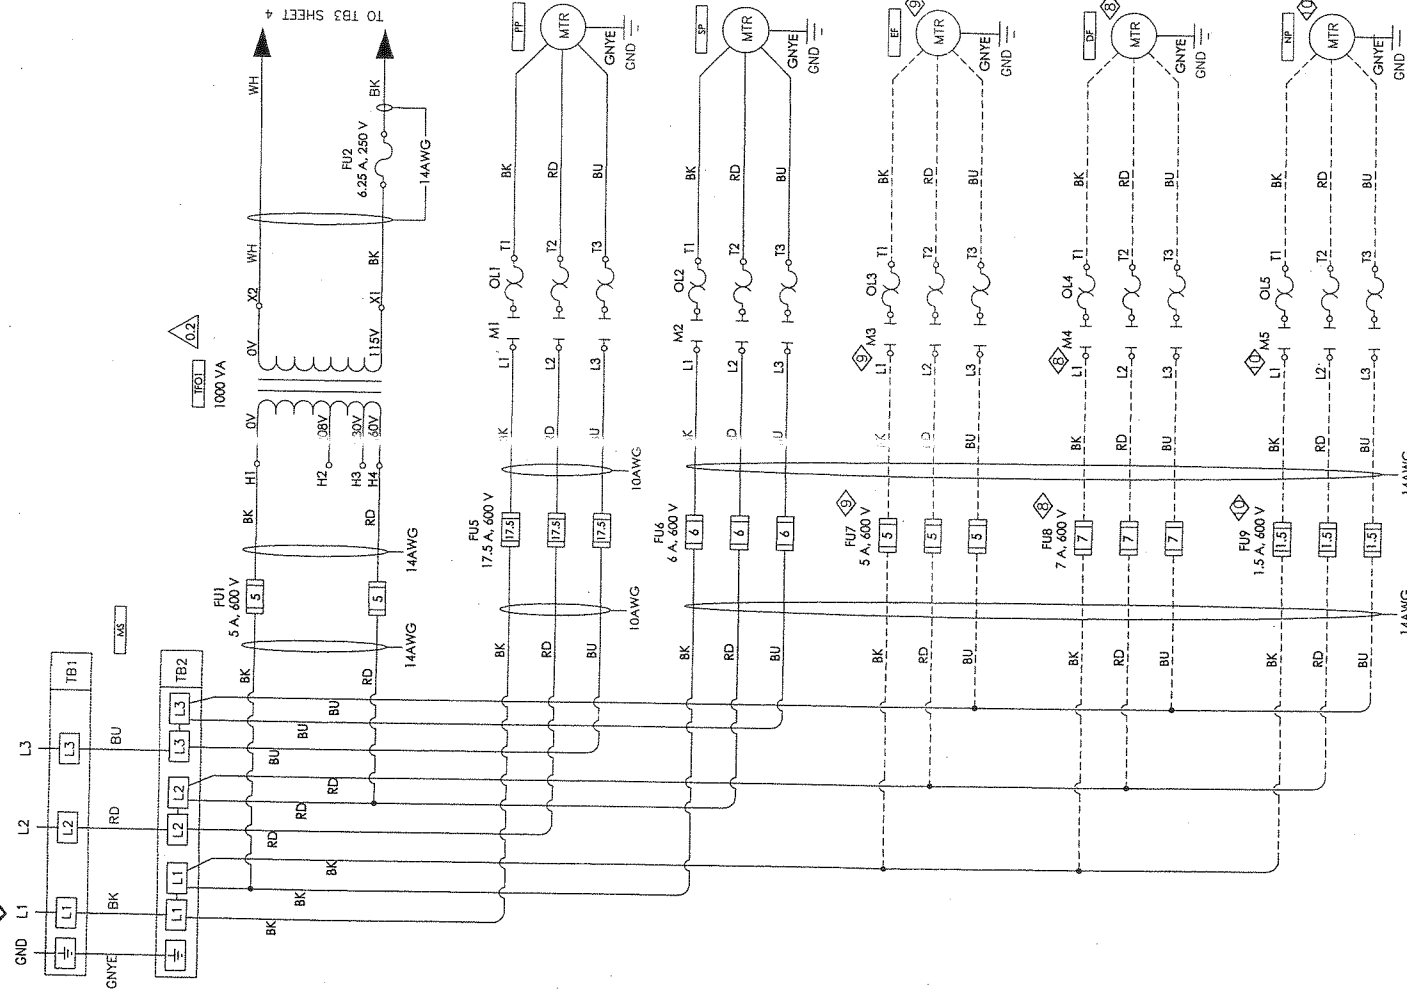 TO TB3 SHEET 4
WH
BK
FU2
6.25 A, 250 V
14AWG
WH
BK
X2
X1
0V
115V
0.2
TFO1
1000 VA
0V
08V
30V
60V
H1
H2
H3
H4
BK
RD
14AWG
FU1
5 A, 600 V
5
5
14AWG
BK
RD
MS
TB1
TB2
L3
L2
L1
GND
L3
L2
L1
BU
RD
BK
GNYE
L3
L3
L2
L2
L1
L1
BU
BU
BU
RD
RD
RD
BK
BK
BK
PP
MTR
GNYE
GND
BK
RD
BU
T1
T2
T3
OL1
M1
L1
L2
L3
10AWG
FU5
17.5 A, 600 V
17.5
17.5
17.5
10AWG
BK
RD
BU
SP
MTR
GNYE
GND
BK
RD
BU
T1
T2
T3
OL2
M2
L1
L2
L3
FU6
6 A, 600 V
6
6
6
BK
RD
BU
EF
9
MTR
GNYE
GND
BK
RD
BU
T1
T2
T3
OL3
M3
9
L1
L2
L3
BU
9
FU7
5 A, 600 V
5
5
5
BK
RD
BU
DF
8
MTR
GNYE
GND
BK
RD
BU
T1
T2
T3
OL4
M4
8
L1
L2
L3
BK
RD
BU
8
FU8
7 A, 600 V
7
7
7
BK
RD
BU
NP
10
MTR
GNYE
GND
BK
RD
BU
T1
T2
T3
OL5
M5
10
L1
L2
L3
BK
RD
BU
14AWG
10
FU9
1.5 A, 600 V
1.5
1.5
1.5
14AWG
BK
RD
BU